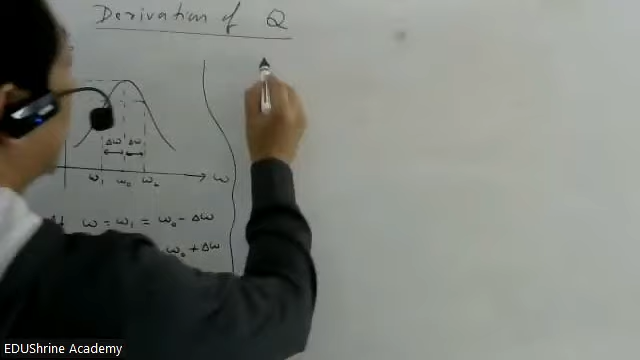 Derivation of Q
Δω Δω
ω₁ ω₀ ω₂ ω
ω = ω₁ = ω₀ - Δω
ω₀ + Δω
EDUShrine Academy